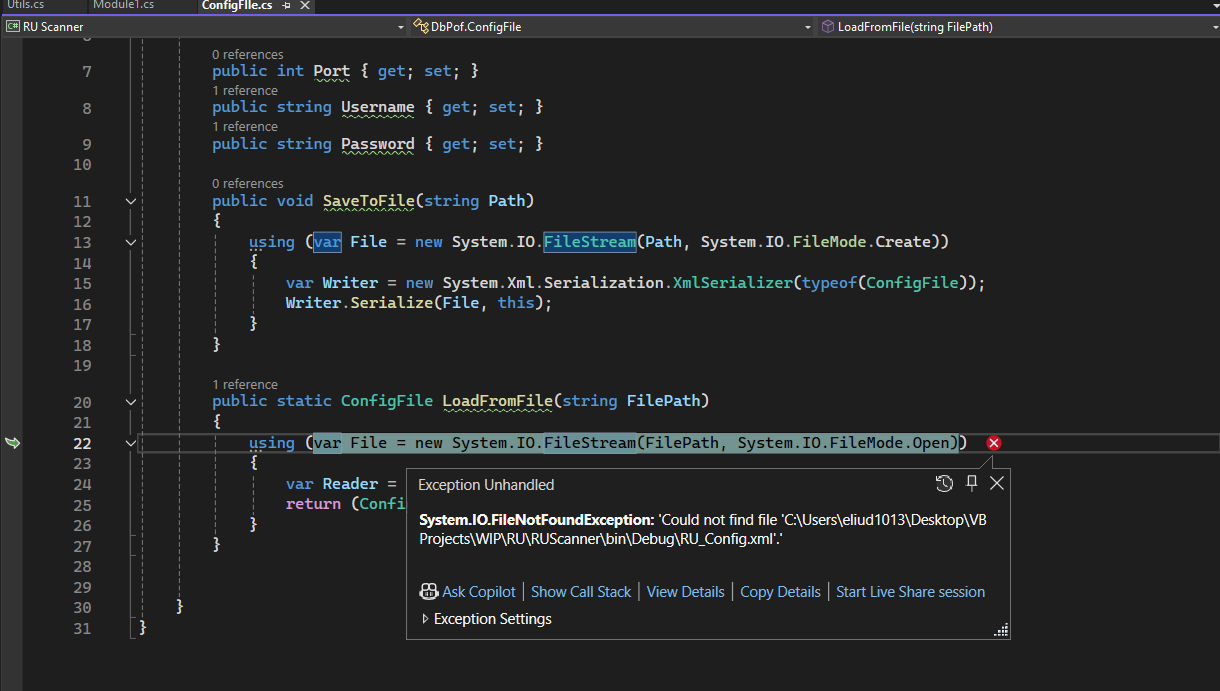 Utils.cs Module1.cs ConfigFIle.cs
C# RU Scanner DbPof.ConfigFile LoadFromFile(string FilePath)
0 references
7 public int Port { get; set; }
1 reference
8 public string Username { get; set; }
1 reference
9 public string Password { get; set; }
10
0 references
11 public void SaveToFile(string Path)
12 {
13 using (var File = new System.IO.FileStream(Path, System.IO.FileMode.Create))
14 {
15 var Writer = new System.Xml.Serialization.XmlSerializer(typeof(ConfigFile));
16 Writer.Serialize(File, this);
17 }
18 }
19
1 reference
20 public static ConfigFile LoadFromFile(string FilePath)
21 {
22 using (var File = new System.IO.FileStream(FilePath, System.IO.FileMode.Open))
23 {
24 var Reader =
25 return (Confi
26 }
27 }
28
29
30 }
31 }
Exception Unhandled
System.IO.FileNotFoundException: 'Could not find file 'C:\Users\eliud1013\Desktop\VB
Projects\WIP\RU\RUScanner\bin\Debug\RU_Config.xml'.'
Ask Copilot | Show Call Stack | View Details | Copy Details | Start Live Share session
Exception Settings